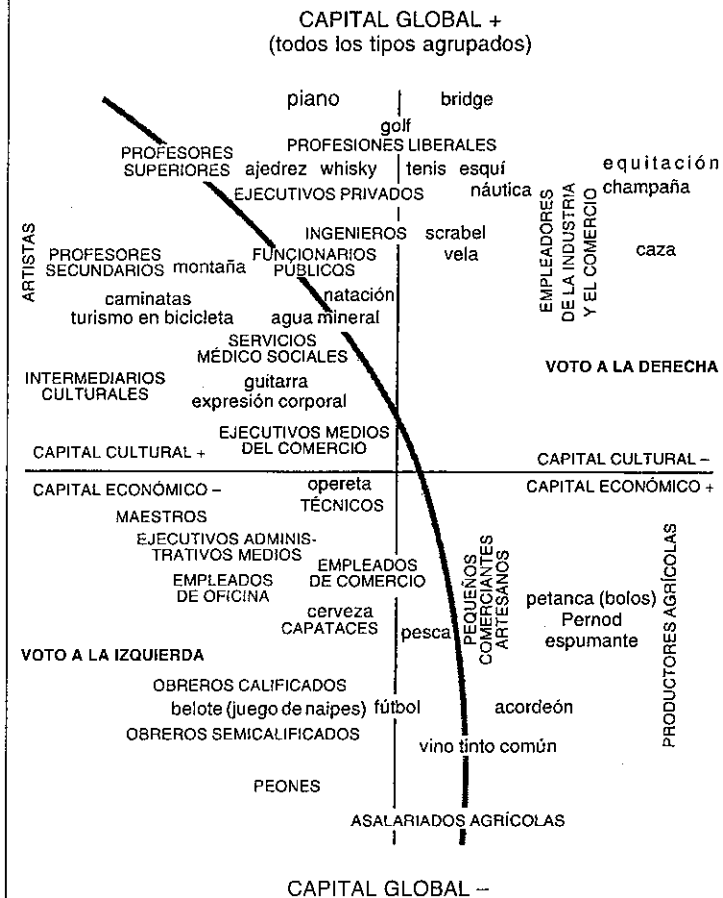 CAPITAL GLOBAL +
(todos los tipos agrupados)
piano
bridge
golf
PROFESIONES LIBERALES
PROFESORES
SUPERIORES
ajedrez
whisky
tenis
esquí
equitación
EJECUTIVOS PRIVADOS
náutica
champaña
EMPLEADORES
DE LA INDUSTRIA
Y EL COMERCIO
ARTISTAS
INGENIEROS
scrabel
PROFESORES
SECUNDARIOS
montaña
FUNCIONARIOS
PÚBLICOS
vela
caza
caminatas
natación
turismo en bicicleta
agua mineral
SERVICIOS
MÉDICO SOCIALES
VOTO A LA DERECHA
INTERMEDIARIOS
CULTURALES
guitarra
expresión corporal
EJECUTIVOS MEDIOS
DEL COMERCIO
CAPITAL CULTURAL +
CAPITAL CULTURAL –
CAPITAL ECONÓMICO –
opereta
CAPITAL ECONÓMICO +
TÉCNICOS
MAESTROS
EJECUTIVOS ADMINIS-
TRATIVOS MEDIOS
EMPLEADOS
DE COMERCIO
EMPLEADOS
DE OFICINA
PEQUEÑOS
COMERCIANTES
ARTESANOS
petanca (bolos)
Pernod
espumante
PRODUCTORES AGRÍCOLAS
cerveza
CAPATACES
pesca
VOTO A LA IZQUIERDA
OBREROS CALIFICADOS
belote (juego de naipes)
fútbol
acordeón
OBREROS SEMICALIFICADOS
vino tinto común
PEONES
ASALARIADOS AGRÍCOLAS
CAPITAL GLOBAL –